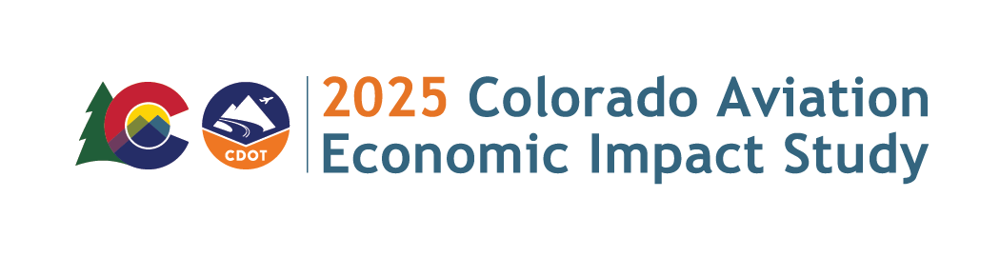 CDOT
2025 Colorado Aviation
Economic Impact Study